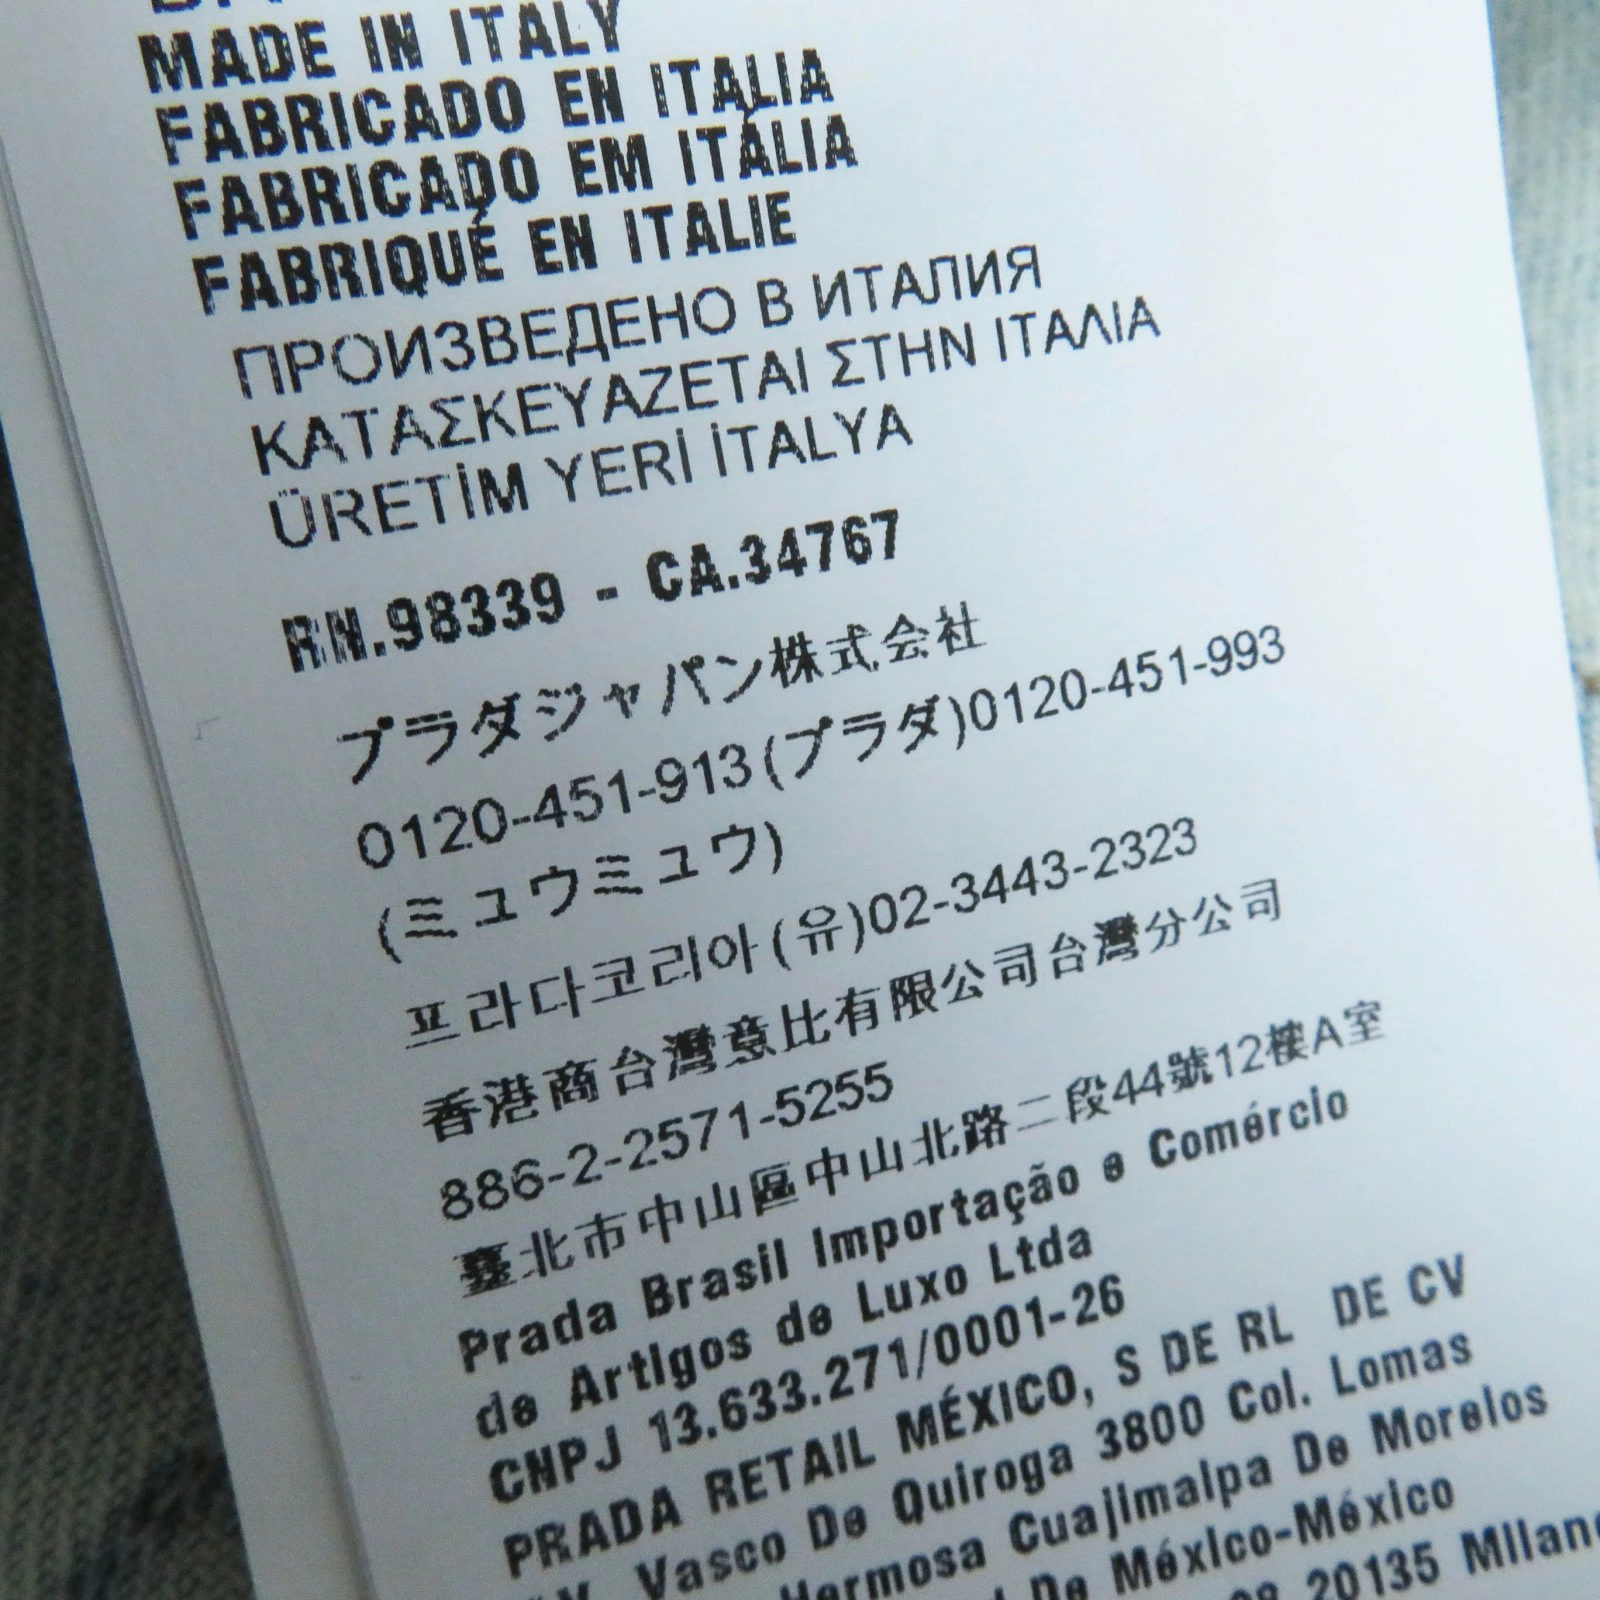 MADE IN ITALY
FABRICADO EN ITALIA
FABRICADO EM ITÁLIA
FABRIQUÉ EN ITALIE
ПРОИЗВЕДЕНО В ИТАЛИЯ
ΚΑΤΑΣΚΕΥΑΖΕΤΑΙ ΣΤΗΝ ΙΤΑΛΙΑ
ÜRETİM YERİ İTALYA
RN.98339 - CA.34767
プラダジャパン株式会社
0120-451-913(プラダ)0120-451-993
(ミュウミュウ)
프라다코리아(유)02-3443-2323
香港商台灣意比有限公司台灣分公司
886-2-2571-5255
臺北市中山區中山北路二段44號12樓A室
Prada Brasil Importação e Comércio
de Artigos de Luxo Ltda
CNPJ 13.633.271/0001-26
PRADA RETAIL MÉXICO, S DE RL DE CV
Vasco De Quiroga 3800 Col. Lomas
Hermosa Cuajimalpa De Morelos
De México-México
20135 Milano